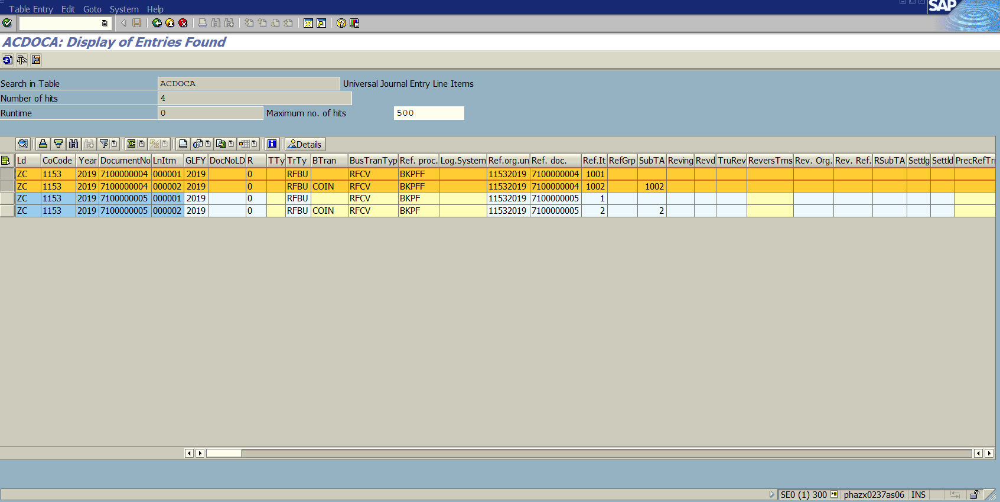 Table Entry Edit Goto System Help
SAP
ACDOCA: Display of Entries Found
Search in Table ACDOCA Universal Journal Entry Line Items
Number of hits 4
Runtime 0 Maximum no. of hits 500
Details
Ld CoCode Year DocumentNo LnItm GLFY DocNoLD R TTy TrTy BTran BusTranTyp Ref. proc. Log.System Ref.org.un Ref. doc. Ref.It RefGrp SubTA Reving Revd TruRev ReversTrns Rev. Org. Rev. Ref. RSubTA Settlg Settld PrecRefTrn
ZC 1153 2019 7100000004 000001 2019 0 RFBU RFCV BKPFF 11532019 7100000004 1001
ZC 1153 2019 7100000004 000002 2019 0 RFBU COIN RFCV BKPFF 11532019 7100000004 1002 1002
ZC 1153 2019 7100000005 000001 2019 0 RFBU RFCV BKPF 11532019 7100000005 1
ZC 1153 2019 7100000005 000002 2019 0 RFBU COIN RFCV BKPF 11532019 7100000005 2 2
SE0 (1) 300 phazx0237as06 INS